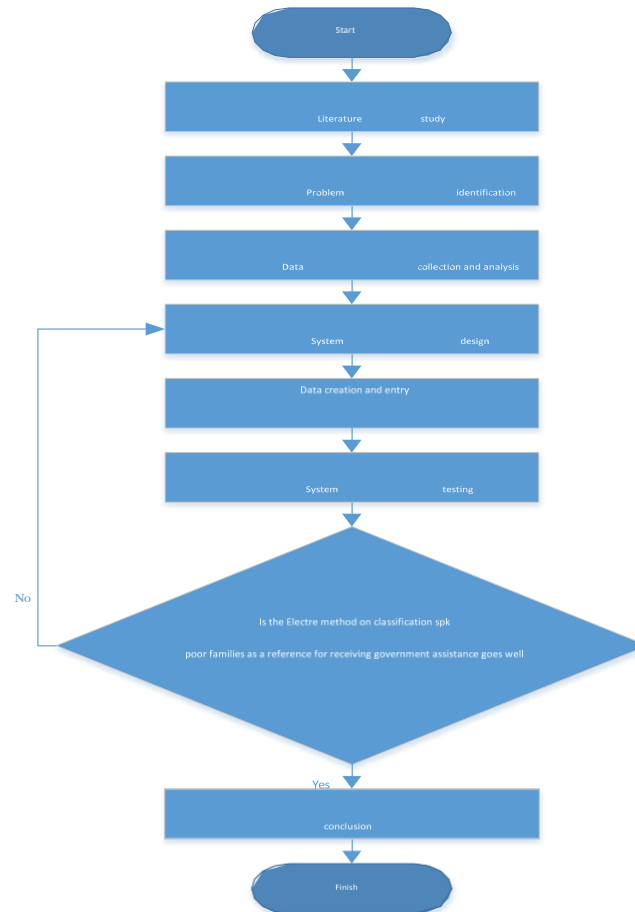 Start
Literature study
Problem identification
Data collection and analysis
System design
Data creation and entry
System testing
No
Is the Electre method on classification spk
poor families as a reference for receiving government assistance goes well
Yes
conclusion
Finish